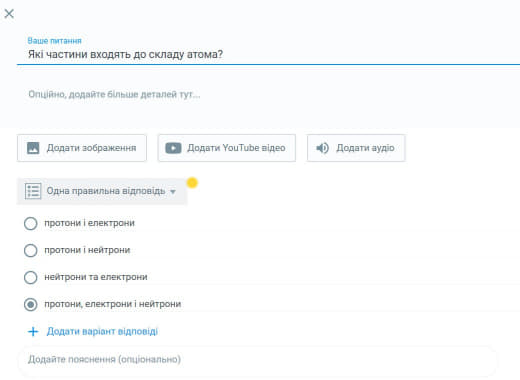 Ваше питання
Які частини входять до складу атома?
Опційно, додайте більше деталей тут...
Додати зображення
Додати YouTube відео
Додати аудіо
Одна правильна відповідь
протони і електрони
протони і нейтрони
нейтрони та електрони
протони, електрони і нейтрони
+ Додати варіант відповіді
Додайте пояснення (опціонально)